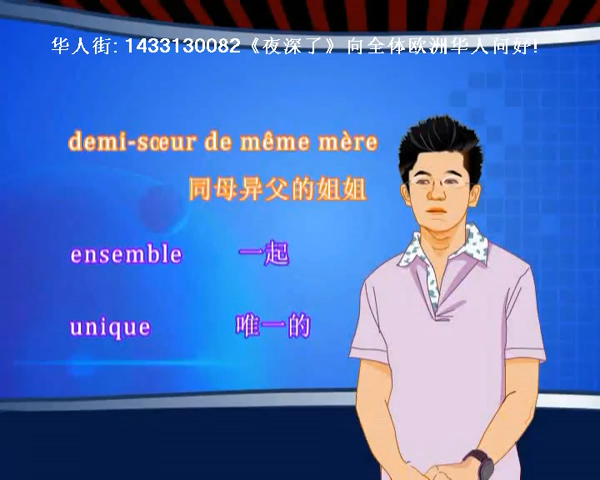 华人街: 1433130082《夜深了》向全体欧洲华人问好!
demi-sœur de même mère
同母异父的姐姐
ensemble 一起
unique 唯一的